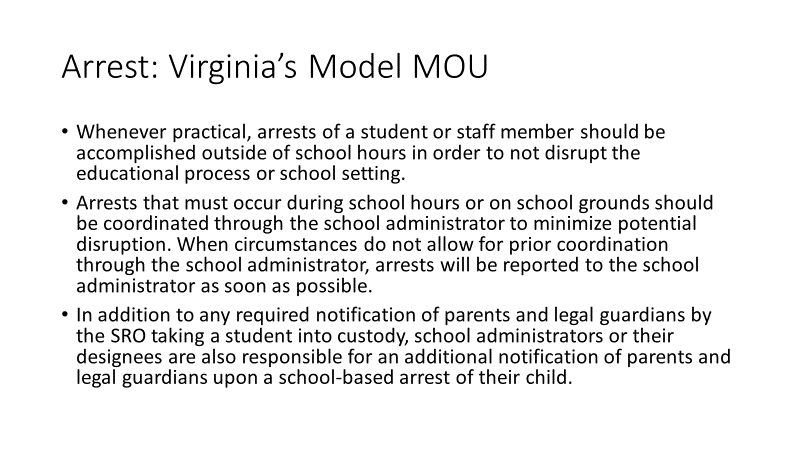 Arrest: Virginia’s Model MOU
• Whenever practical, arrests of a student or staff member should be
accomplished outside of school hours in order to not disrupt the
educational process or school setting.
• Arrests that must occur during school hours or on school grounds should
be coordinated through the school administrator to minimize potential
disruption. When circumstances do not allow for prior coordination
through the school administrator, arrests will be reported to the school
administrator as soon as possible.
• In addition to any required notification of parents and legal guardians by
the SRO taking a student into custody, school administrators or their
designees are also responsible for an additional notification of parents and
legal guardians upon a school-based arrest of their child.